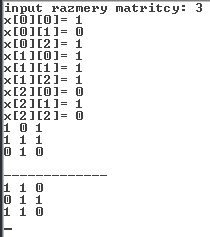 input razmery matritcy: 3
x[0][0]= 1
x[0][1]= 0
x[0][2]= 1
x[1][0]= 1
x[1][1]= 1
x[1][2]= 1
x[2][0]= 0
x[2][1]= 1
x[2][2]= 0
1 0 1
1 1 1
0 1 0
-------------
1 1 0
0 1 1
1 1 0
_